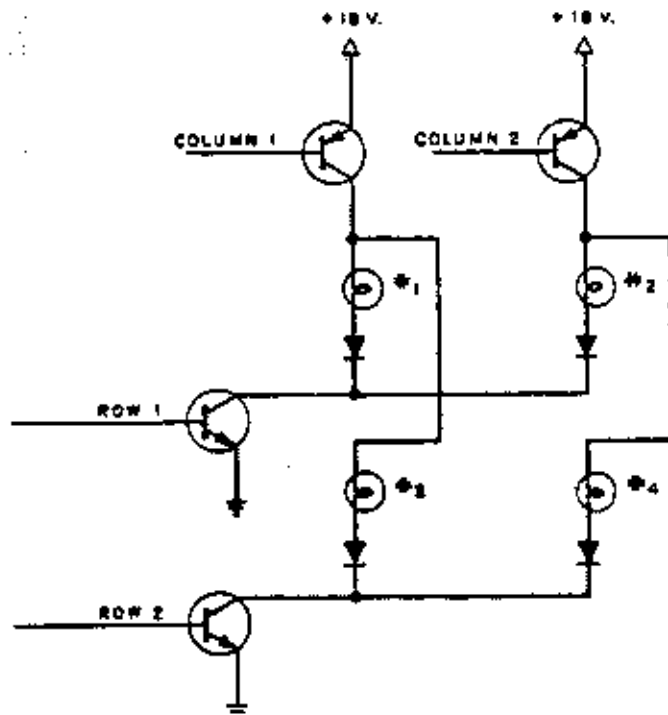 +18 V. +18 V.
COLUMN 1 COLUMN 2
#1 #2
ROW 1
#3 #4
ROW 2